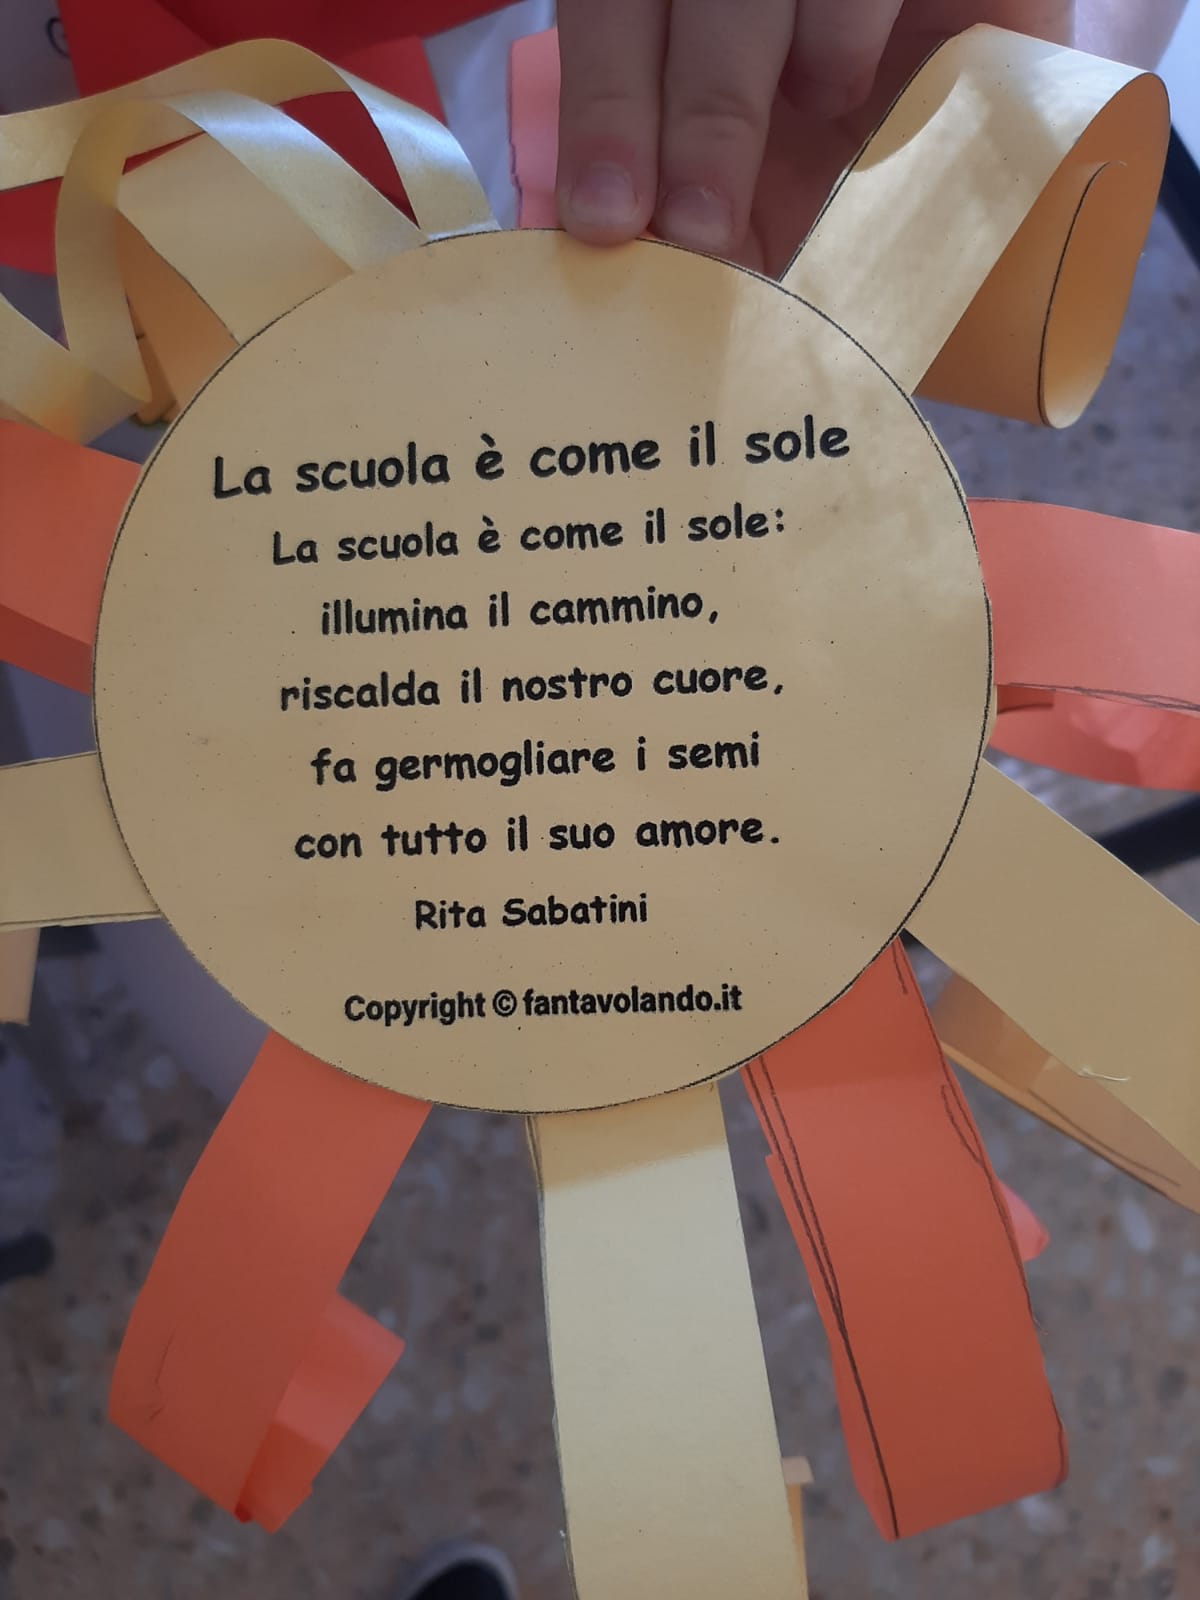 La scuola è come il sole
La scuola è come il sole:
illumina il cammino,
riscalda il nostro cuore,
fa germogliare i semi
con tutto il suo amore.
Rita Sabatini
Copyright © fantavolando.it